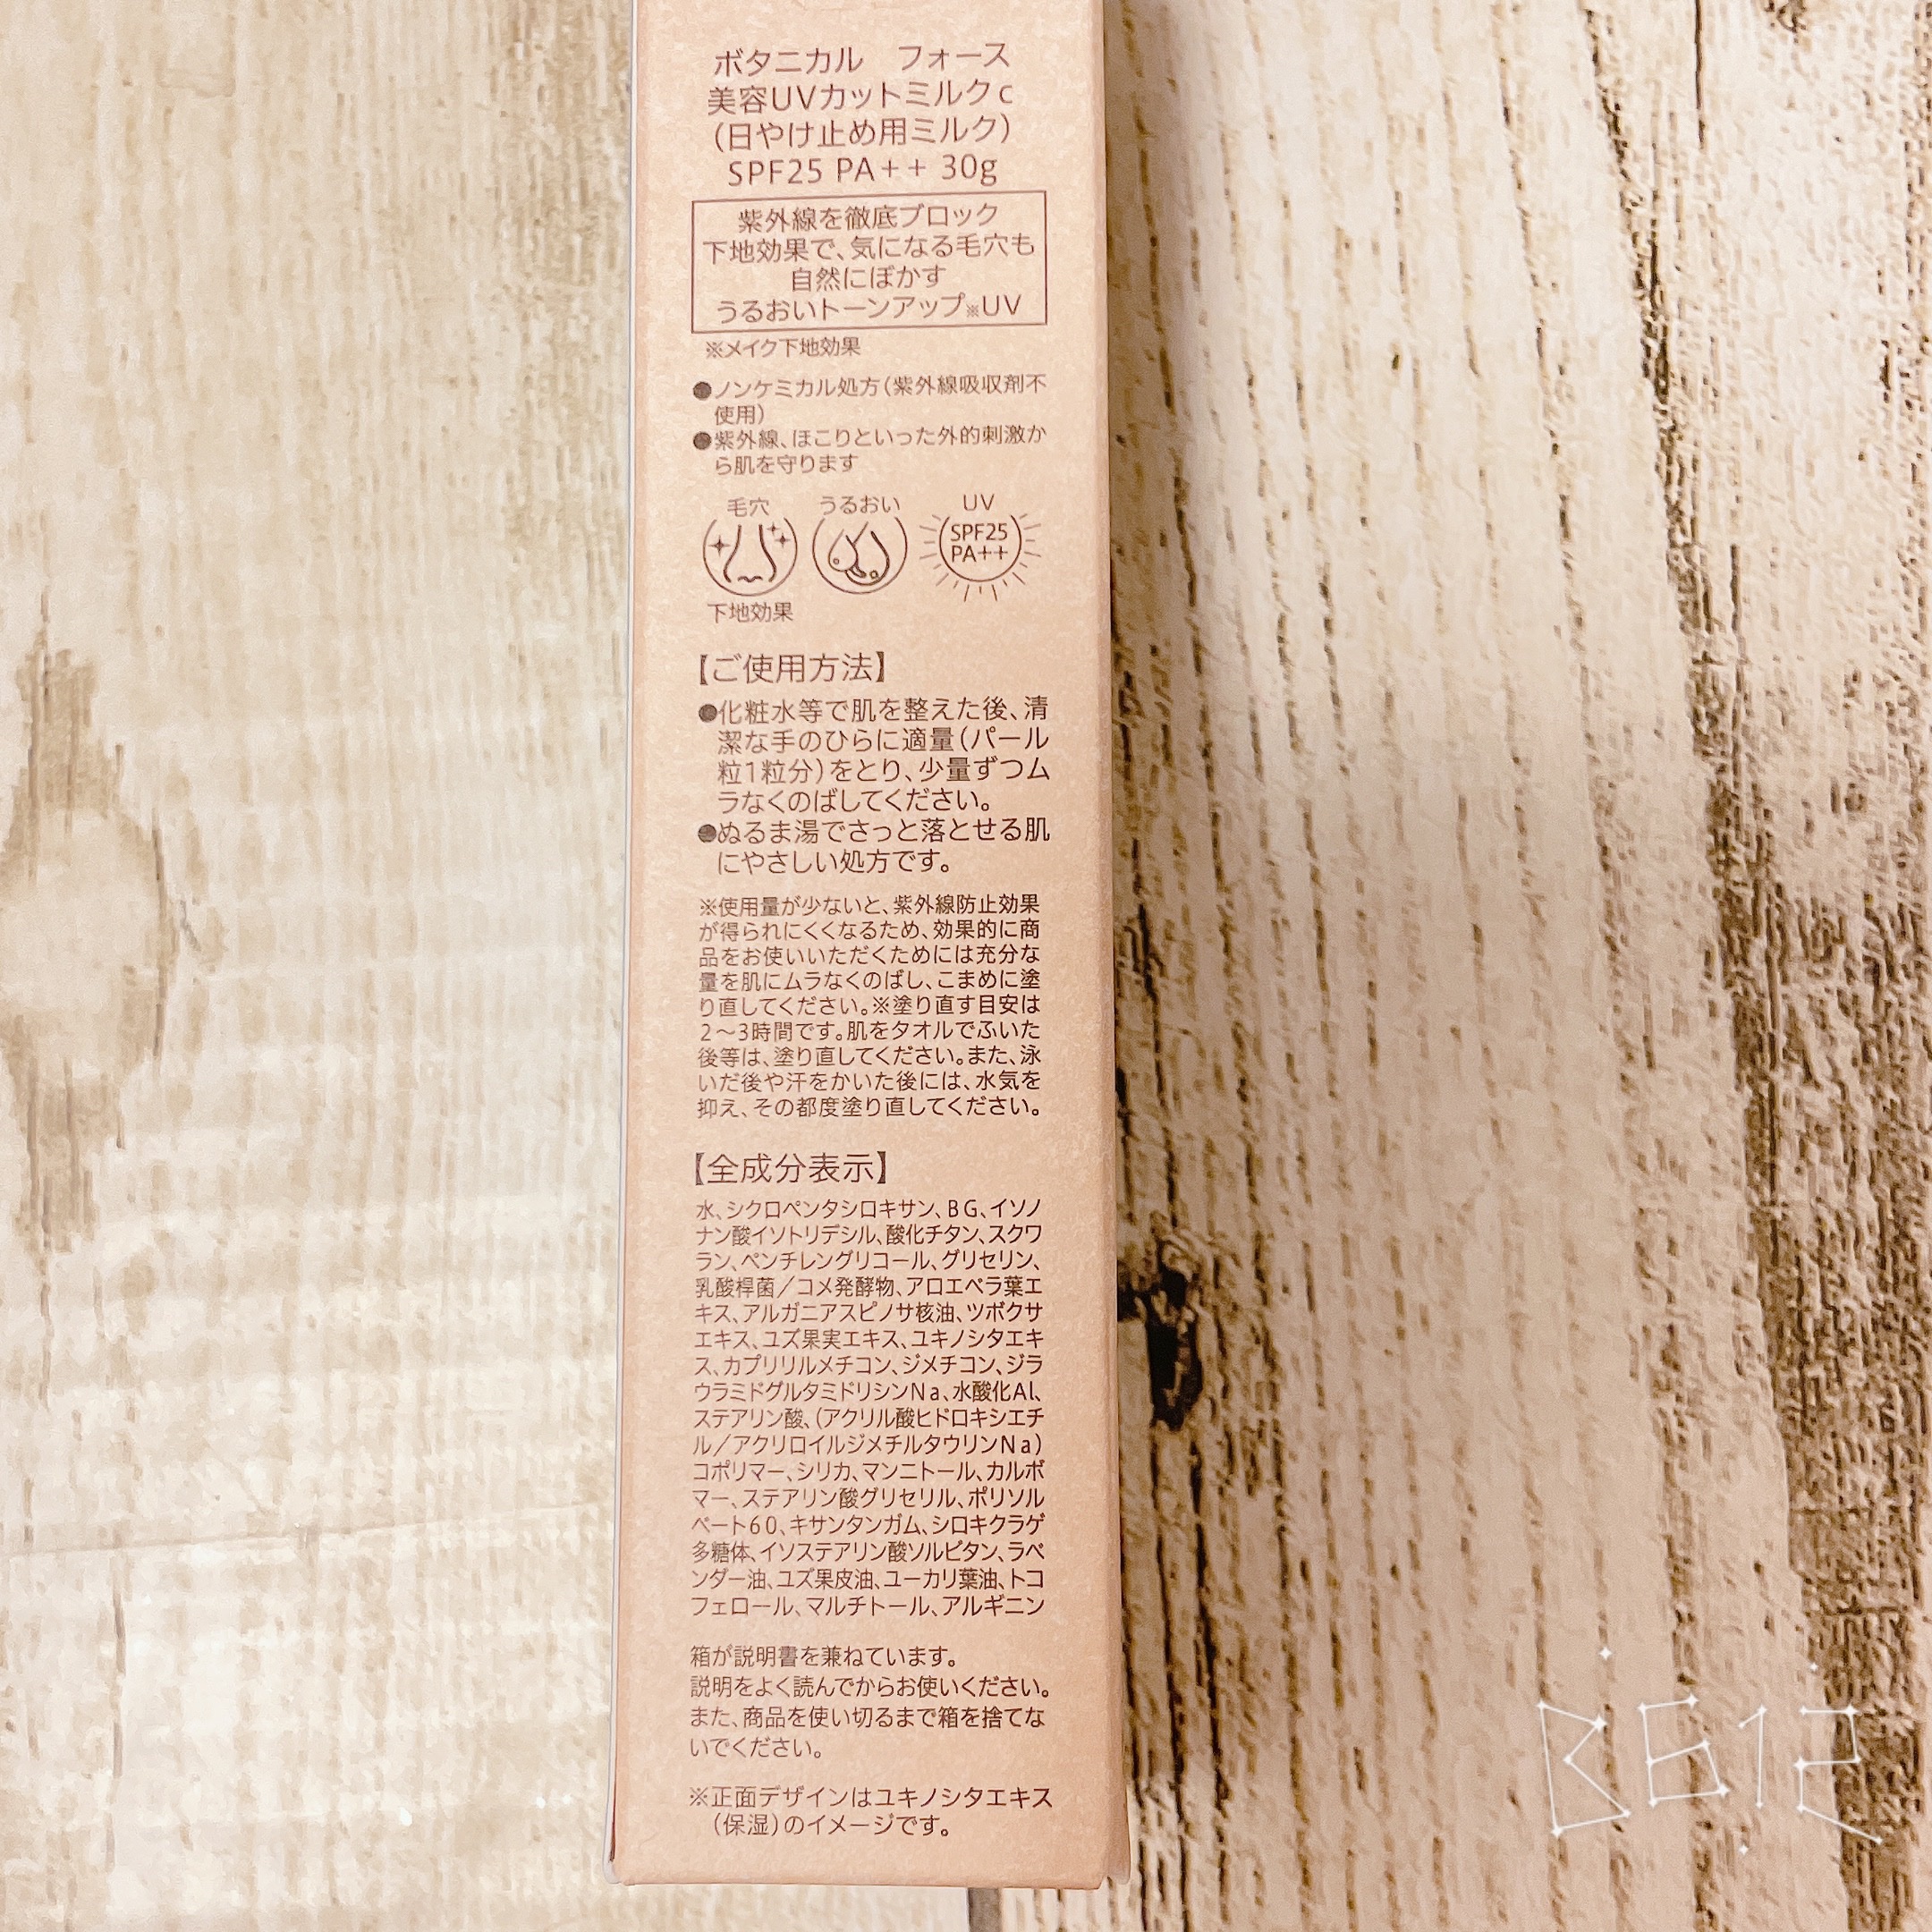 ボタニカル　フォース
美容UVカットミルクc
(日やけ止め用ミルク)
SPF25 PA++ 30g
紫外線を徹底ブロック
下地効果で、気になる毛穴も
自然にぼかす
うるおいトーンアップ※UV
※メイク下地効果
●ノンケミカル処方(紫外線吸収剤不
使用)
●紫外線、ほこりといった外的刺激か
ら肌を守ります
毛穴 うるおい UV
SPF25
PA++
下地効果
【ご使用方法】
●化粧水等で肌を整えた後、清
潔な手のひらに適量(パール
粒1粒分)をとり、少量ずつム
ラなくのばしてください。
●ぬるま湯でさっと落とせる肌
にやさしい処方です。
※使用量が少ないと、紫外線防止効果
が得られにくくなるため、効果的に商
品をお使いいただくためには充分な
量を肌にムラなくのばし、こまめに塗
り直してください。※塗り直す目安は
2〜3時間です。肌をタオルでふいた
後等は、塗り直してください。また、泳
いだ後や汗をかいた後には、水気を
抑え、その都度塗り直してください。
【全成分表示】
水、シクロペンタシロキサン、BG、イソノ
ナン酸イソトリデシル、酸化チタン、スクワ
ラン、ペンチレングリコール、グリセリン、
乳酸桿菌／コメ発酵物、アロエベラ葉エ
キス、アルガニアスピノサ核油、ツボクサ
エキス、ユズ果実エキス、ユキノシタエキ
ス、カプリリルメチコン、ジメチコン、ジラ
ウラミドグルタミドリシンNa、水酸化Al、
ステアリン酸、(アクリル酸ヒドロキシエチ
ル／アクリロイルジメチルタウリンNa)
コポリマー、シリカ、マンニトール、カルボ
マー、ステアリン酸グリセリル、ポリソル
ベート60、キサンタンガム、シロキクラゲ
多糖体、イソステアリン酸ソルビタン、ラベ
ンダー油、ユズ果皮油、ユーカリ葉油、トコ
フェロール、マルチトール、アルギニン
箱が説明書を兼ねています。
説明をよく読んでからお使いください。
また、商品を使い切るまで箱を捨てな
いでください。
※正面デザインはユキノシタエキス
(保湿)のイメージです。
B612